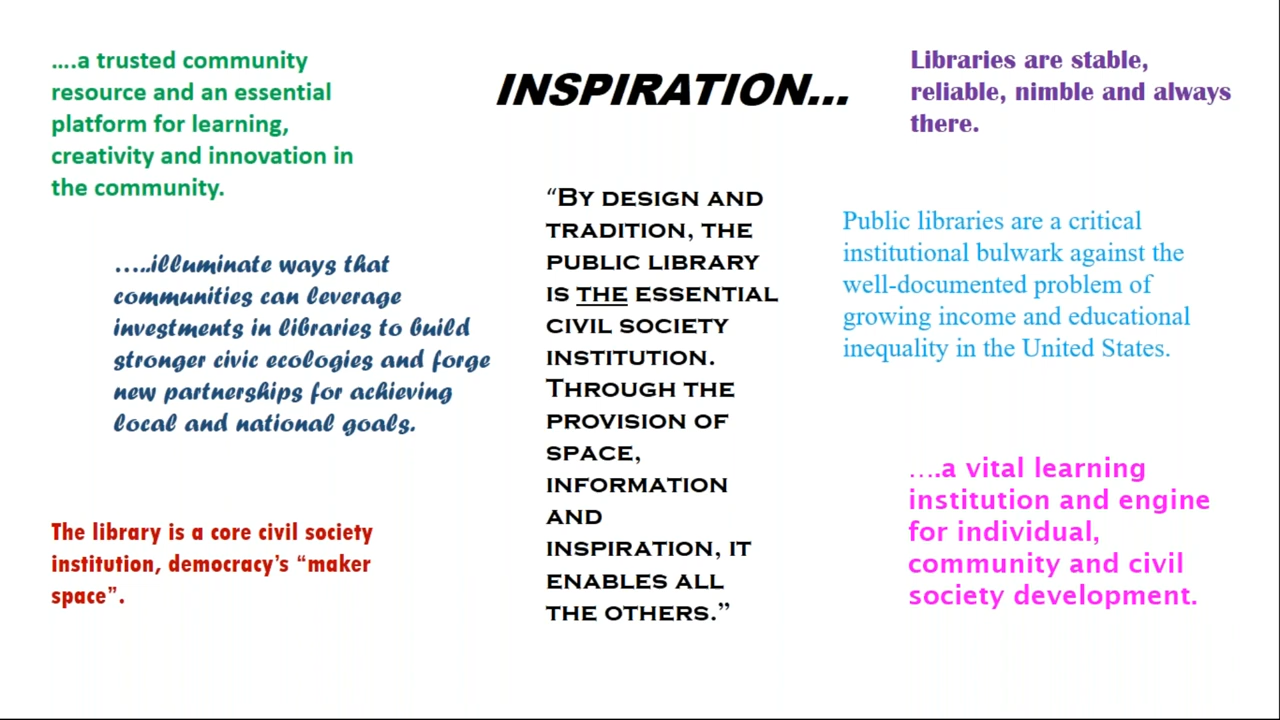 ….a trusted community
resource and an essential
platform for learning,
creativity and innovation in
the community.
…..illuminate ways that
communities can leverage
investments in libraries to build
stronger civic ecologies and forge
new partnerships for achieving
local and national goals.
The library is a core civil society
institution, democracy’s “maker
space”.
INSPIRATION…
“By design and
tradition, the
public library
is the essential
civil society
institution.
Through the
provision of
space,
information
and
inspiration, it
enables all
the others.”
Libraries are stable,
reliable, nimble and always
there.
Public libraries are a critical
institutional bulwark against the
well-documented problem of
growing income and educational
inequality in the United States.
….a vital learning
institution and engine
for individual,
community and civil
society development.